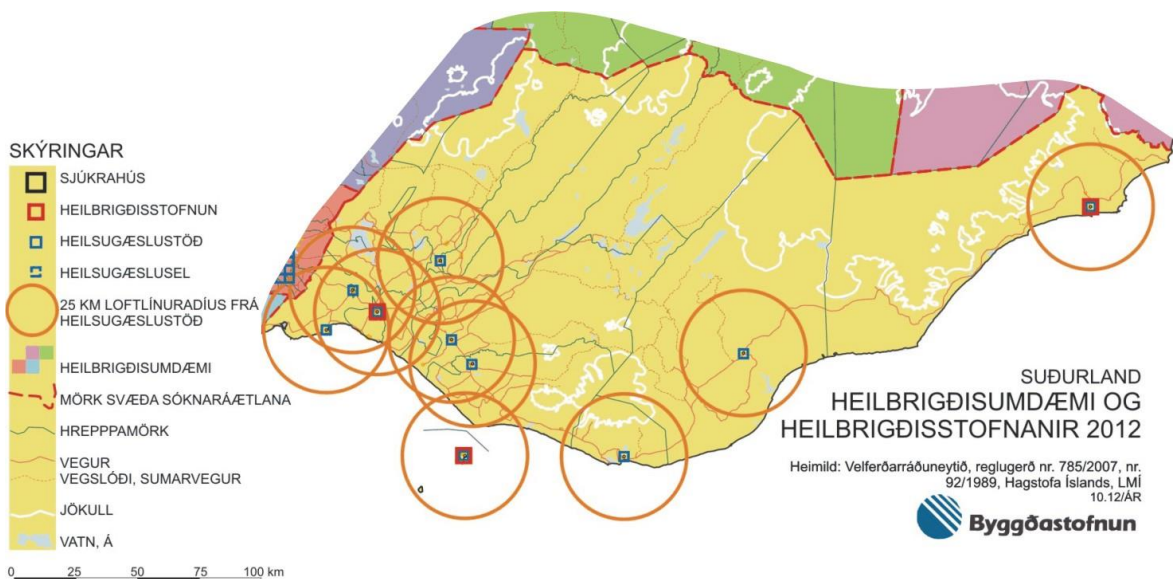 SKÝRINGAR
SJÚKRAHÚS
HEILBRIGÐISSTOFNUN
HEILSUGÆSLUSTÖÐ
HEILSUGÆSLUSEL
25 KM LOFTLÍNURADÍUS FRÁ
HEILSUGÆSLUSTÖÐ
HEILBRIGÐISUMDÆMI
MÖRK SVÆÐA SÓKNARÁÆTLANA
HREPPPAMÖRK
VEGUR
VEGSLÓÐI, SUMARVEGUR
JÖKULL
VATN, Á
0 25 50 75 100 km
SUÐURLAND
HEILBRIGÐISUMDÆMI OG
HEILBRIGÐISSTOFNANIR 2012
Heimild: Velferðarráðuneytið, reglugerð nr. 785/2007, nr.
92/1989, Hagstofa Íslands, LMÍ
10.12/ÁR
Byggðastofnun